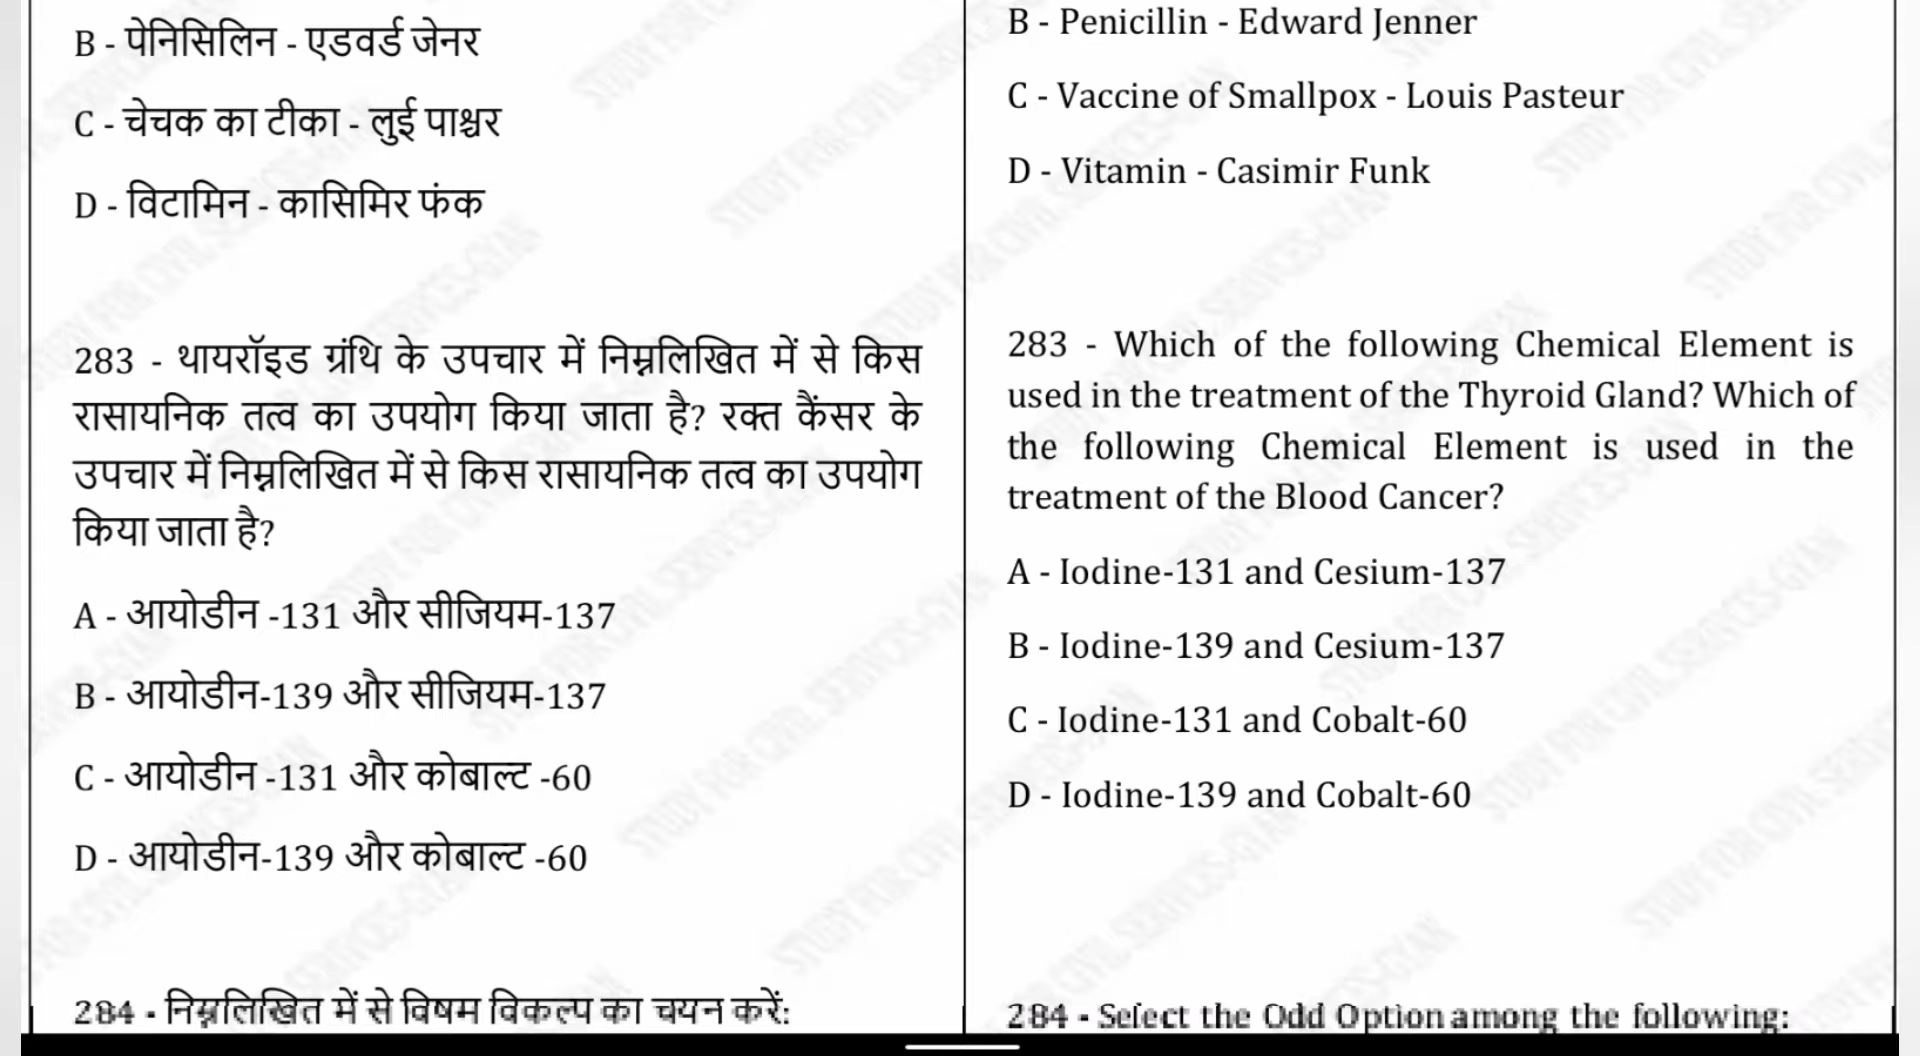 B - पेनिसिलिन - एडवर्ड जेनर
C - चेचक का टीका - लुई पाश्चर
D - विटामिन - कासिमिर फंक
283 - थायरॉइड ग्रंथि के उपचार में निम्नलिखित में से किस
रासायनिक तत्व का उपयोग किया जाता है? रक्त कैंसर के
उपचार में निम्नलिखित में से किस रासायनिक तत्व का उपयोग
किया जाता है?
A - आयोडीन -131 और सीजियम-137
B - आयोडीन-139 और सीजियम-137
C - आयोडीन -131 और कोबाल्ट -60
D - आयोडीन-139 और कोबाल्ट -60
284 - निम्नलिखित में से विषम विकल्प का चयन करें:
B - Penicillin - Edward Jenner
C - Vaccine of Smallpox - Louis Pasteur
D - Vitamin - Casimir Funk
283 - Which of the following Chemical Element is
used in the treatment of the Thyroid Gland? Which of
the following Chemical Element is used in the
treatment of the Blood Cancer?
A - Iodine-131 and Cesium-137
B - Iodine-139 and Cesium-137
C - Iodine-131 and Cobalt-60
D - Iodine-139 and Cobalt-60
284 - Select the Odd Option among the following: